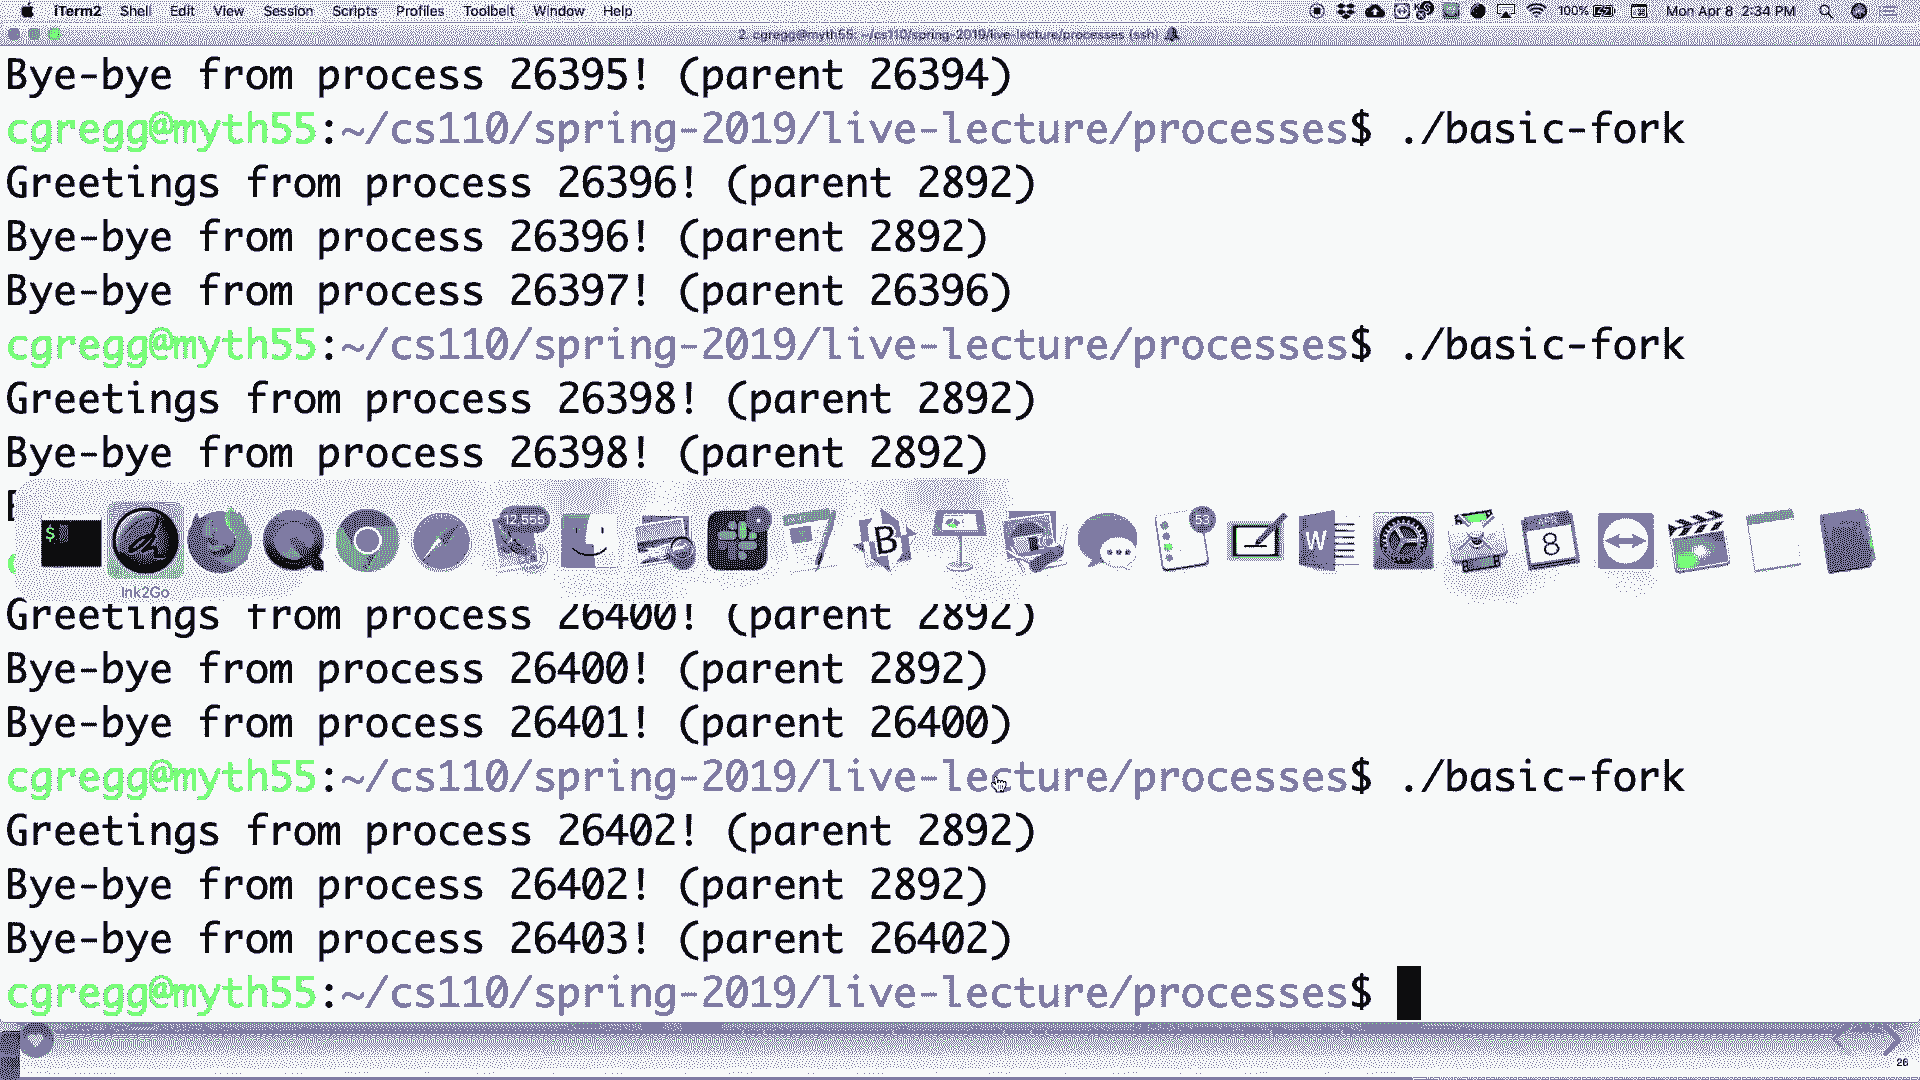 iTerm2 Shell Edit View Session Scripts Profiles Toolbelt Window Help 100% Mon Apr 8 2:34 PM
2. cgregg@myth55: ~/cs110/spring-2019/live-lecture/processes (ssh)
Bye-bye from process 26395! (parent 26394)
cgregg@myth55:~/cs110/spring-2019/live-lecture/processes$ ./basic-fork
Greetings from process 26396! (parent 2892)
Bye-bye from process 26396! (parent 2892)
Bye-bye from process 26397! (parent 26396)
cgregg@myth55:~/cs110/spring-2019/live-lecture/processes$ ./basic-fork
Greetings from process 26398! (parent 2892)
Bye-bye from process 26398! (parent 2892)
$ 12,555 B 53 W APR 8
Ink2Go
Greetings from process 26400! (parent 2892)
Bye-bye from process 26400! (parent 2892)
Bye-bye from process 26401! (parent 26400)
cgregg@myth55:~/cs110/spring-2019/live-lecture/processes$ ./basic-fork
Greetings from process 26402! (parent 2892)
Bye-bye from process 26402! (parent 2892)
Bye-bye from process 26403! (parent 26402)
cgregg@myth55:~/cs110/spring-2019/live-lecture/processes$
26